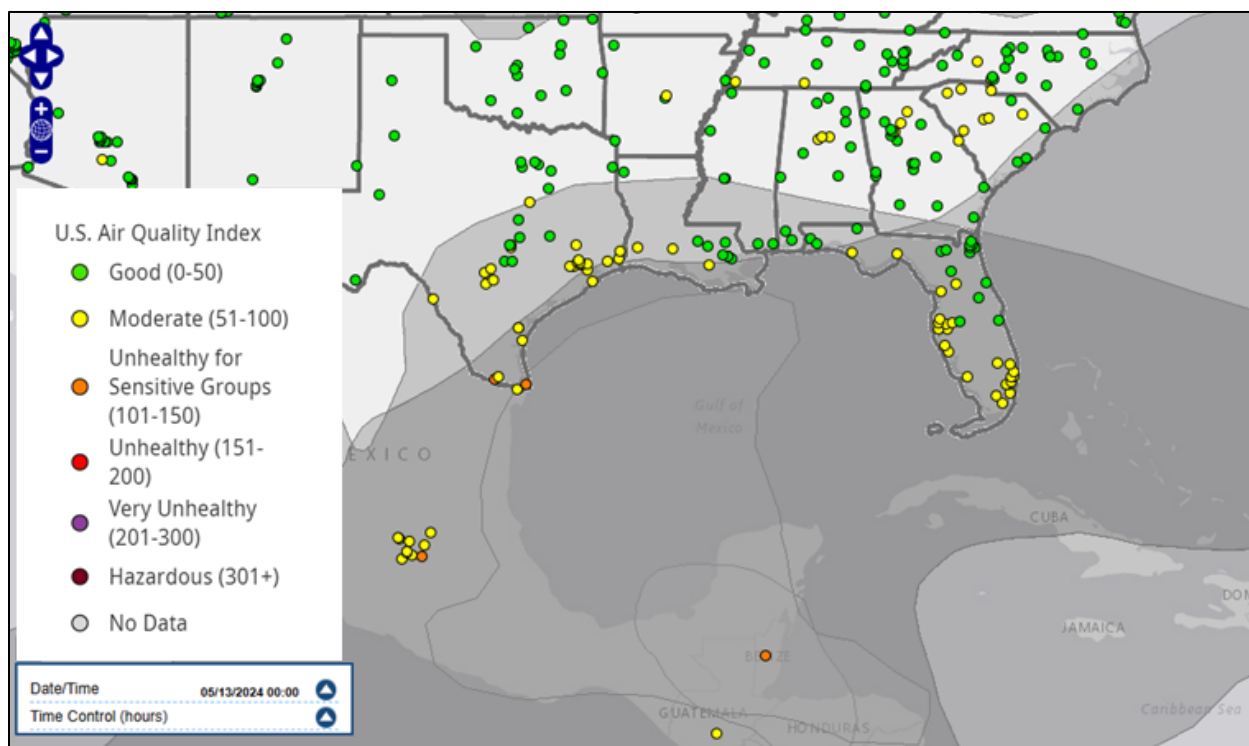 U.S. Air Quality Index
Good (0-50)
Moderate (51-100)
Unhealthy for
Sensitive Groups
(101-150)
Unhealthy (151-
200)
Very Unhealthy
(201-300)
Hazardous (301+)
No Data
Date/Time 05/13/2024 00:00
Time Control (hours)
Gulf of
Mexico
EXICO
CUBA
DOM
JAMAICA
BELIZE
GUATEMALA
HONDURAS
Caribbean Sea
+
−